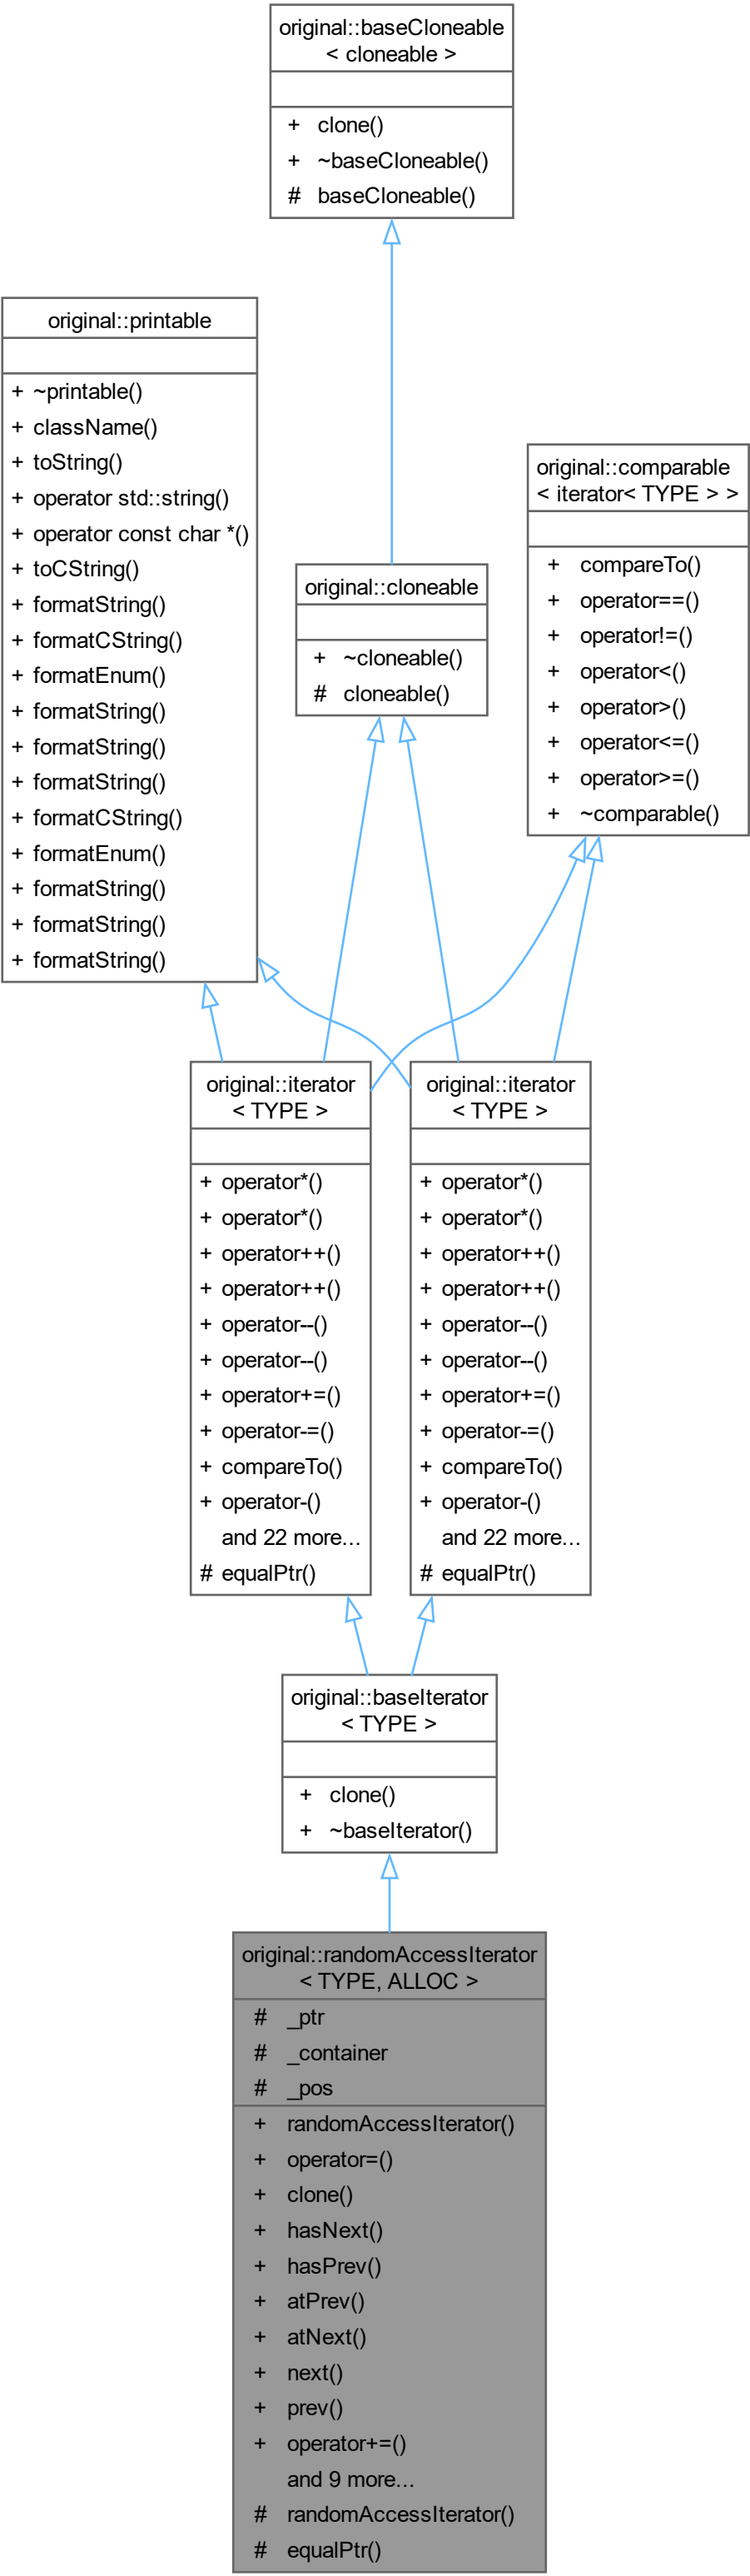 original::baseCloneable
< cloneable >
+ clone()
+ ~baseCloneable()
# baseCloneable()
original::printable
+ ~printable()
+ className()
+ toString()
+ operator std::string()
+ operator const char *()
+ toCString()
+ formatString()
+ formatCString()
+ formatEnum()
+ formatString()
+ formatString()
+ formatString()
+ formatCString()
+ formatEnum()
+ formatString()
+ formatString()
+ formatString()
original::cloneable
+ ~cloneable()
# cloneable()
original::comparable
< iterator< TYPE > >
+ compareTo()
+ operator==()
+ operator!=()
+ operator<()
+ operator>()
+ operator<=()
+ operator>=()
+ ~comparable()
original::iterator
< TYPE >
+ operator*()
+ operator*()
+ operator++()
+ operator++()
+ operator--()
+ operator--()
+ operator+=()
+ operator-=()
+ compareTo()
+ operator-()
and 22 more...
# equalPtr()
original::iterator
< TYPE >
+ operator*()
+ operator*()
+ operator++()
+ operator++()
+ operator--()
+ operator--()
+ operator+=()
+ operator-=()
+ compareTo()
+ operator-()
and 22 more...
# equalPtr()
original::baseIterator
< TYPE >
+ clone()
+ ~baseIterator()
original::randomAccessIterator
< TYPE, ALLOC >
# _ptr
# _container
# _pos
+ randomAccessIterator()
+ operator=()
+ clone()
+ hasNext()
+ hasPrev()
+ atPrev()
+ atNext()
+ next()
+ prev()
+ operator+=()
and 9 more...
# randomAccessIterator()
# equalPtr()